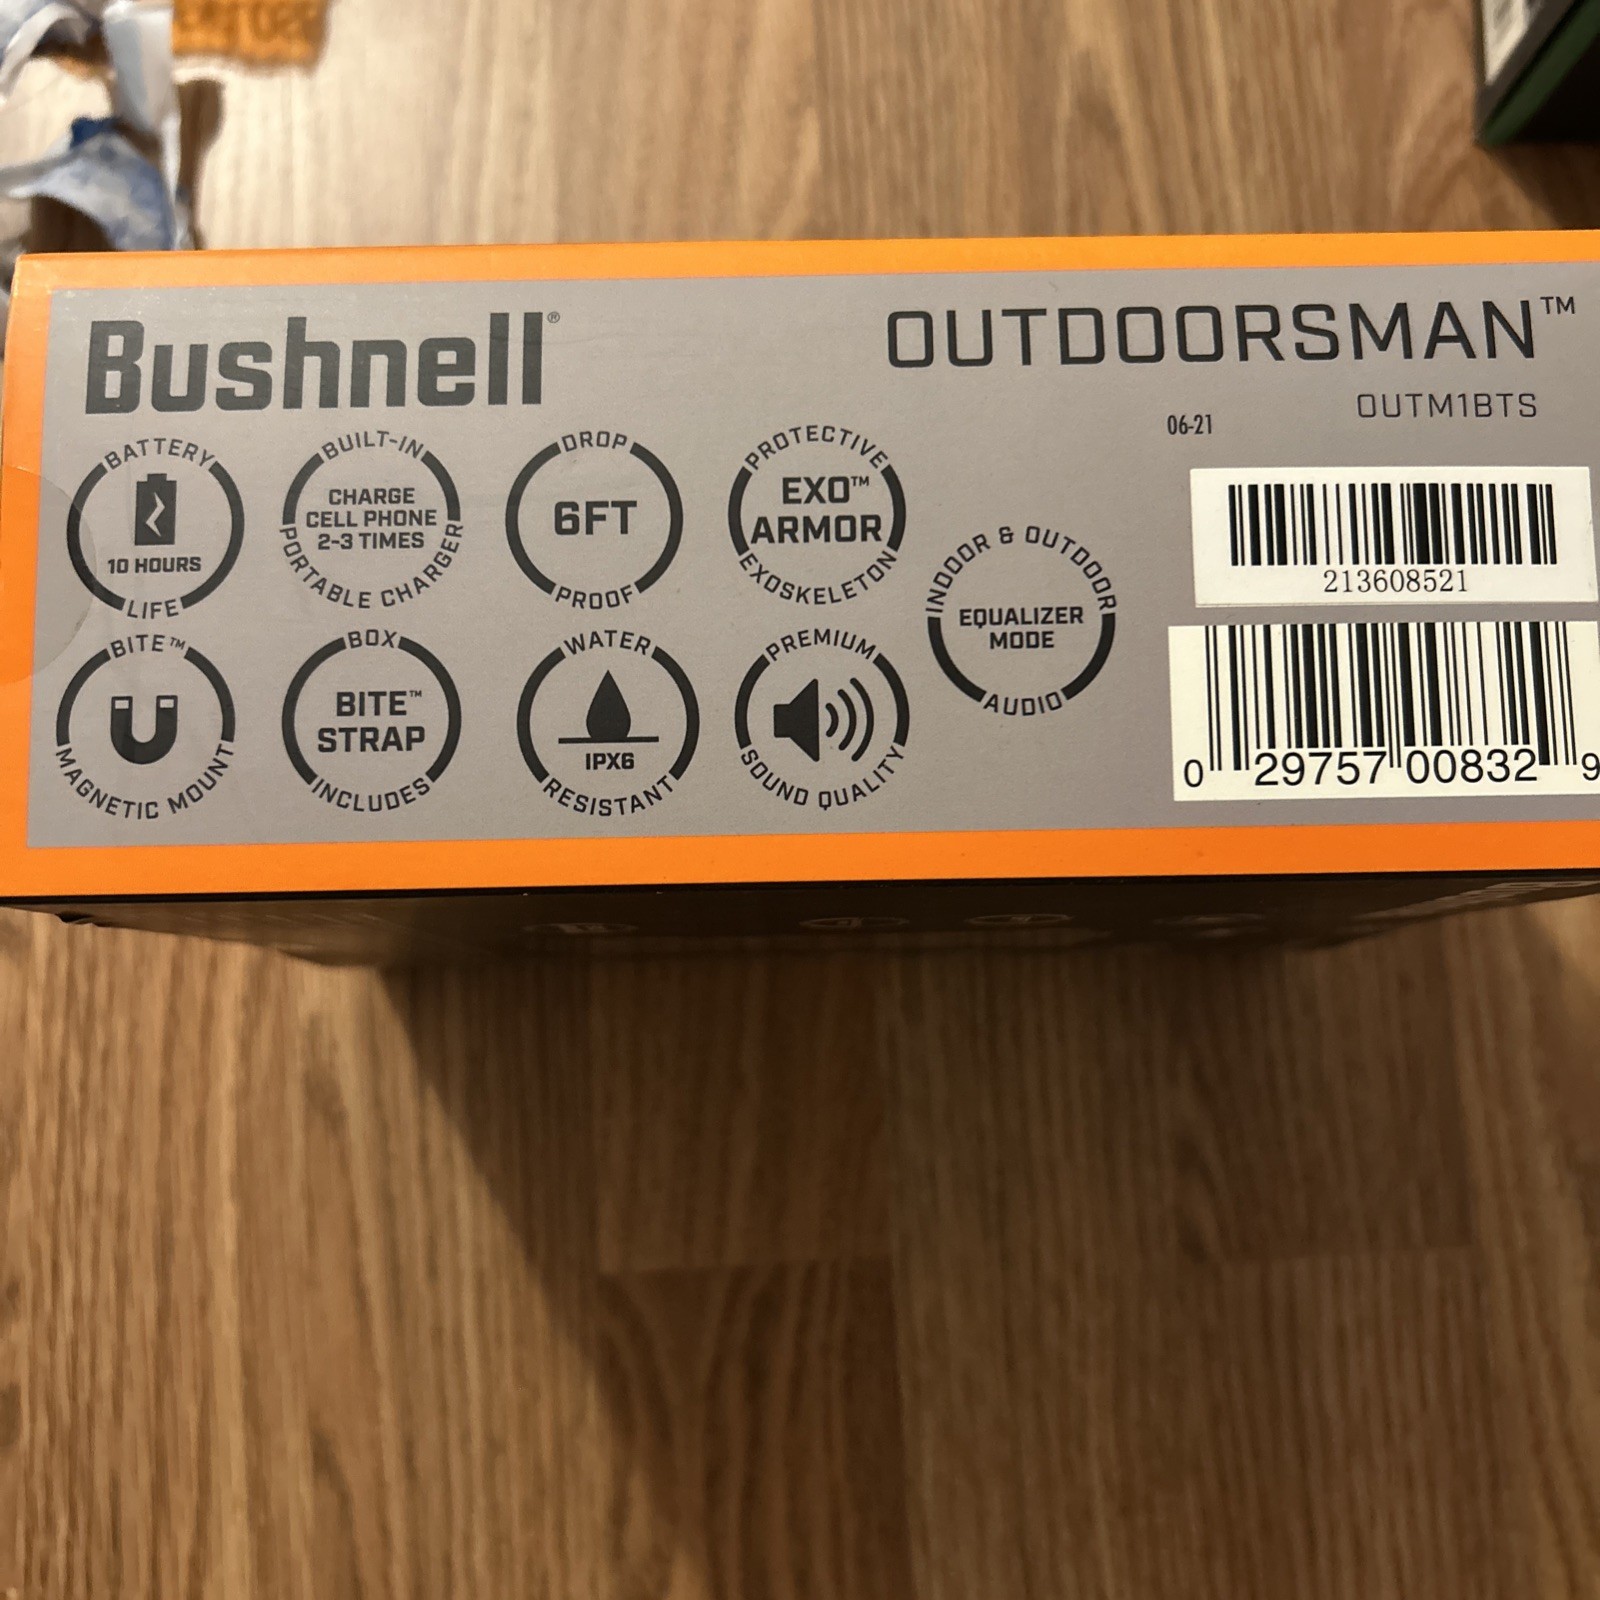 Bushnell®
OUTDOORSMAN™
OUTM1BTS
06-21
BATTERY
10 HOURS
LIFE
BUILT-IN
CHARGE
CELL PHONE
2-3 TIMES
PORTABLE CHARGER
DROP
6FT
PROOF
PROTECTIVE
EXO™
ARMOR
EXOSKELETON
INDOOR & OUTDOOR
EQUALIZER
MODE
AUDIO
BITE™
MAGNETIC MOUNT
BOX
BITE™
STRAP
INCLUDES
WATER
IPX6
RESISTANT
PREMIUM
SOUND QUALITY
213608521
0 29757 00832 9